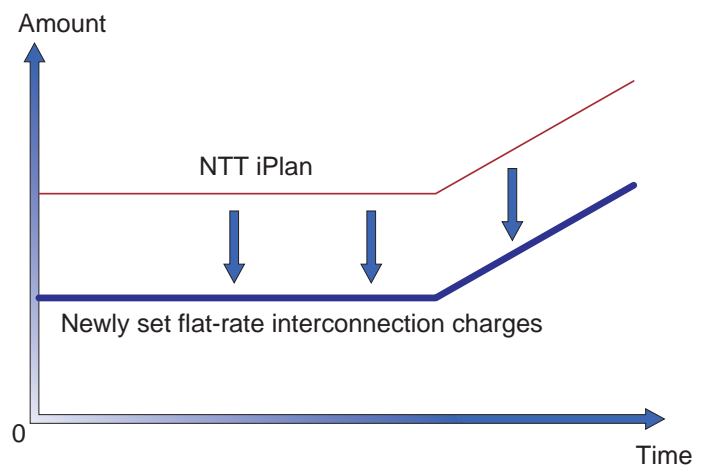 Amount
NTT iPlan
Newly set flat-rate interconnection charges
0
Time